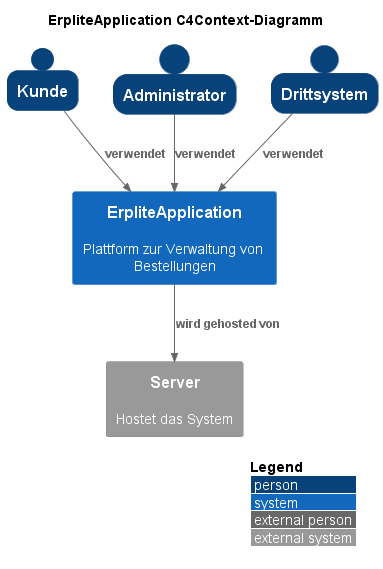 ErpliteApplication C4Context-Diagramm
Kunde
Administrator
Drittsystem
verwendet
verwendet
verwendet
ErpliteApplication
Plattform zur Verwaltung von
Bestellungen
wird gehosted von
Server
Hostet das System
Legend
person
system
external person
external system